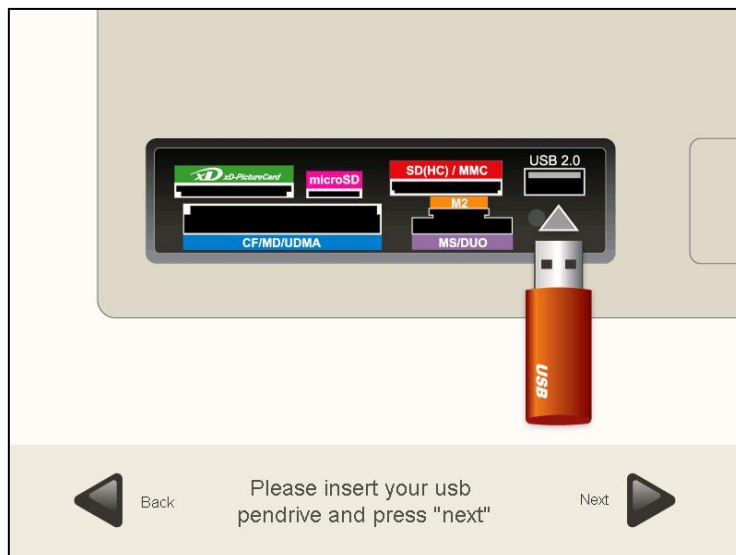 USB 2.0
xD xD-PictureCard
microSD
SD(HC) / MMC
M2
CF/MD/UDMA
MS/DUO
USB
Back
Please insert your usb
pendrive and press "next"
Next